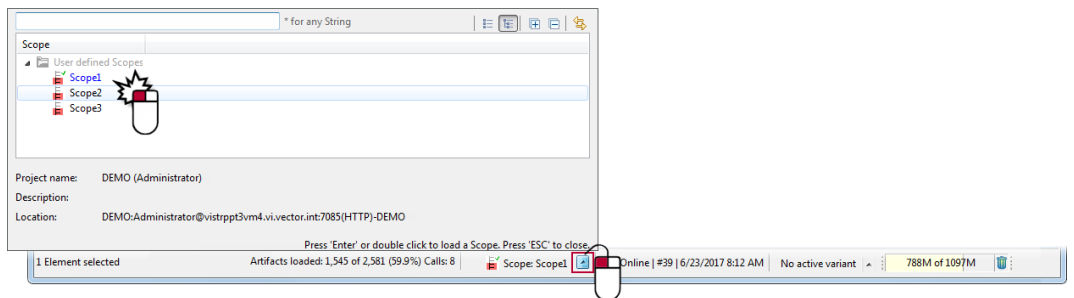 * for any String
Scope
User defined Scopes
Scope1
Scope2
Scope3
Project name: DEMO (Administrator)
Description:
Location: DEMO:Administrator@vistrppt3vm4.vi.vector.int:7085(HTTP)-DEMO
Press 'Enter' or double click to load a Scope. Press 'ESC' to close.
1 Element selected Artifacts loaded: 1,545 of 2,581 (59.9%) Calls: 8 Scope: Scope1 Online | #39 | 6/23/2017 8:12 AM No active variant 788M of 1097M